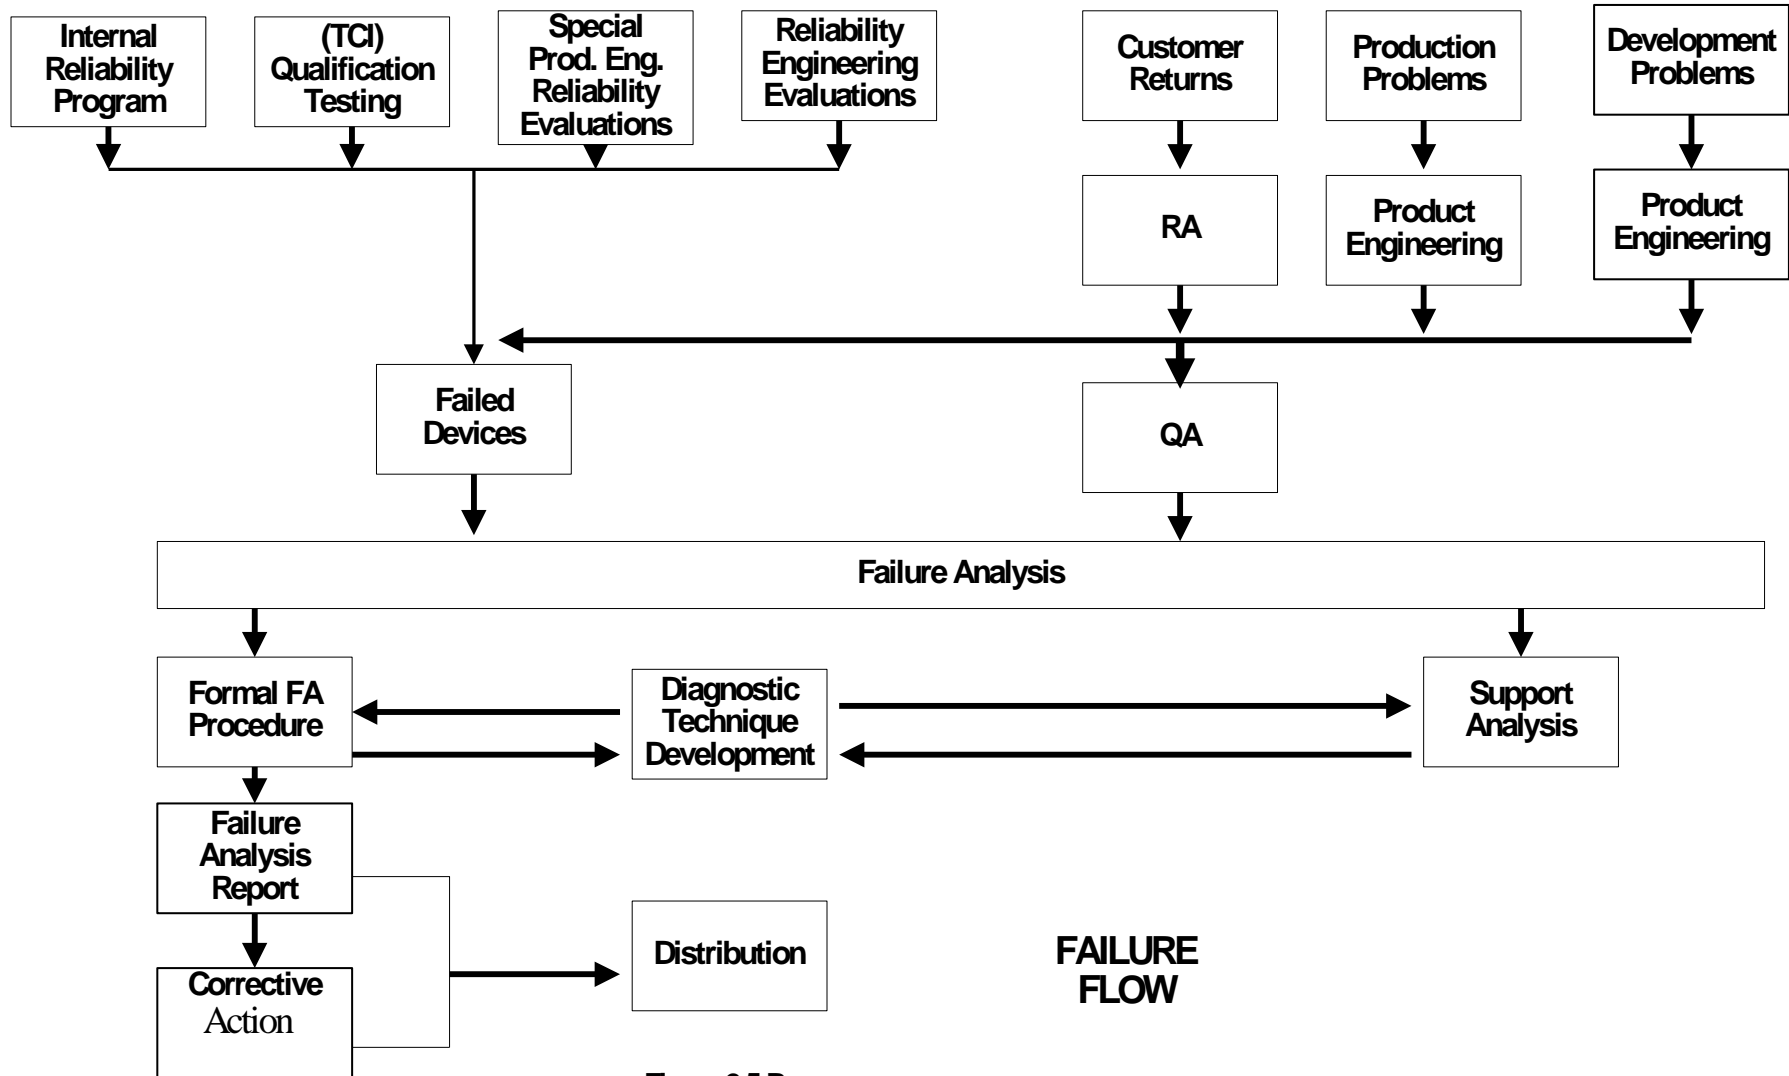 Internal
Reliability
Program
(TCI)
Qualification
Testing
Special
Prod. Eng.
Reliability
Evaluations
Reliability
Engineering
Evaluations
Customer
Returns
Production
Problems
Development
Problems
RA
Product
Engineering
Product
Engineering
Failed
Devices
QA
Failure Analysis
Formal FA
Procedure
Diagnostic
Technique
Development
Support
Analysis
Failure
Analysis
Report
Distribution
FAILURE
FLOW
Corrective
Action